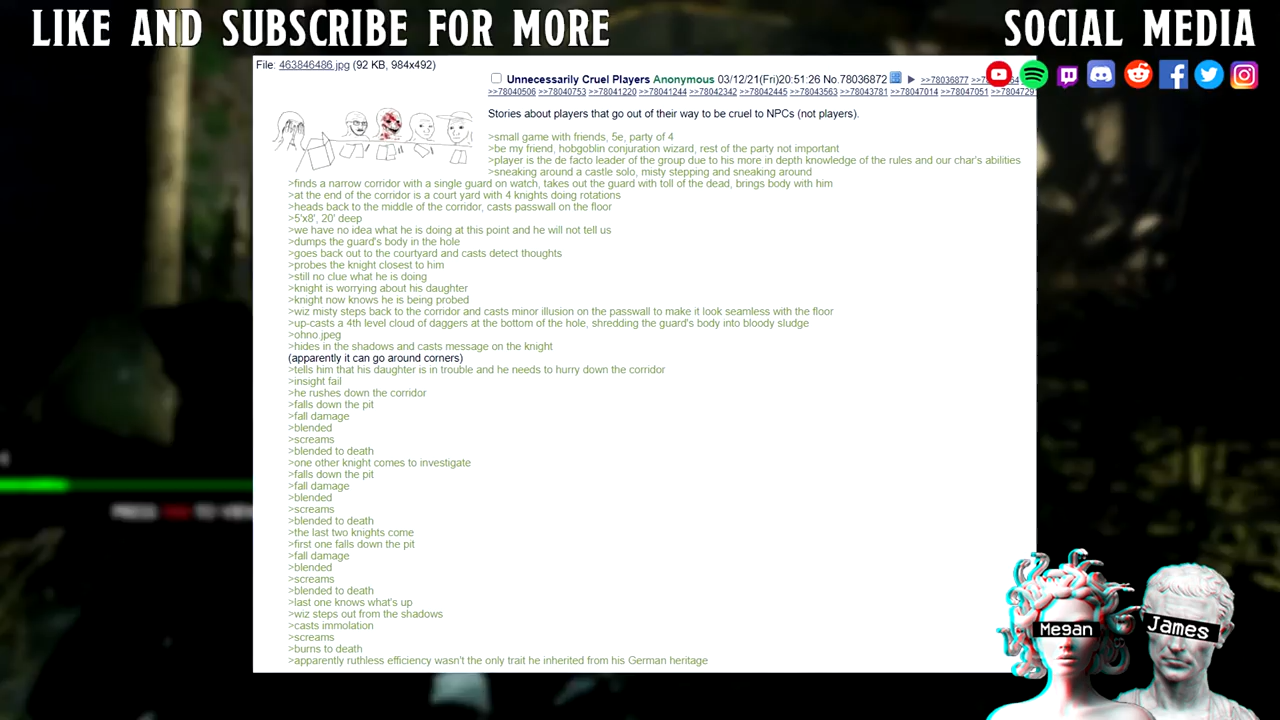 LIKE AND SUBSCRIBE FOR MORE
SOCIAL MEDIA
File: 463846486.jpg (92 KB, 984x492)
Unnecessarily Cruel Players Anonymous 03/12/21(Fri)20:51:26 No.78036872 >>78036877
>>78040506 >>78040753 >>78041220 >>78041244 >>78042342 >>78042445 >>78043563 >>78043781 >>78047014 >>78047051 >>7804729
Stories about players that go out of their way to be cruel to NPCs (not players).
>small game with friends, 5e, party of 4
>be my friend, hobgoblin conjuration wizard, rest of the party not important
>player is the de facto leader of the group due to his more in depth knowledge of the rules and our char's abilities
>sneaking around a castle solo, misty stepping and sneaking around
>finds a narrow corridor with a single guard on watch, takes out the guard with toll of the dead, brings body with him
>at the end of the corridor is a court yard with 4 knights doing rotations
>heads back to the middle of the corridor, casts passwall on the floor
>5'x8', 20' deep
>we have no idea what he is doing at this point and he will not tell us
>dumps the guard's body in the hole
>goes back out to the courtyard and casts detect thoughts
>probes the knight closest to him
>still no clue what he is doing
>knight is worrying about his daughter
>knight now knows he is being probed
>wiz misty steps back to the corridor and casts minor illusion on the passwall to make it look seamless with the floor
>up-casts a 4th level cloud of daggers at the bottom of the hole, shredding the guard's body into bloody sludge
>ohno.jpeg
>hides in the shadows and casts message on the knight
(apparently it can go around corners)
>tells him that his daughter is in trouble and he needs to hurry down the corridor
>insight fail
>he rushes down the corridor
>falls down the pit
>fall damage
>blended
>screams
>blended to death
>one other knight comes to investigate
>falls down the pit
>fall damage
>blended
>screams
>blended to death
>the last two knights come
>first one falls down the pit
>fall damage
>blended
>screams
>blended to death
>last one knows what's up
>wiz steps out from the shadows
>casts immolation
>screams
>burns to death
>apparently ruthless efficiency wasn't the only trait he inherited from his German heritage
Megan
James